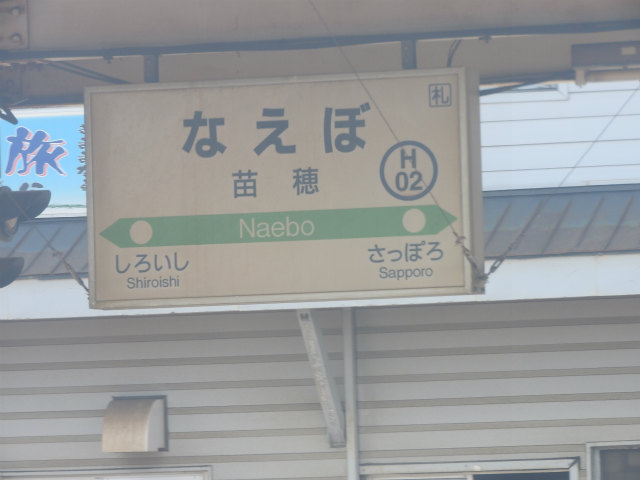 旅
札
なえぼ
苗穂
H
02
Naebo
しろいし
Shiroishi
さっぽろ
Sapporo